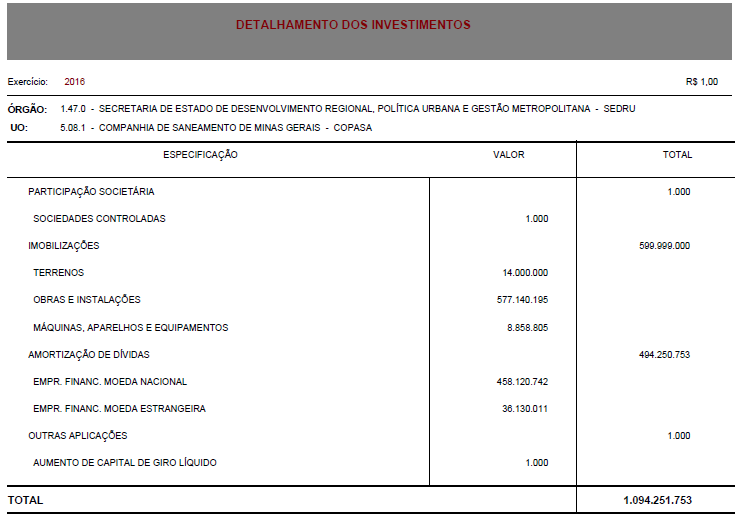 DETALHAMENTO DOS INVESTIMENTOS
Exercício: 2016 R$ 1,00
ÓRGÃO: 1.47.0 - SECRETARIA DE ESTADO DE DESENVOLVIMENTO REGIONAL, POLÍTICA URBANA E GESTÃO METROPOLITANA - SEDRU
UO: 5.08.1 - COMPANHIA DE SANEAMENTO DE MINAS GERAIS - COPASA
ESPECIFICAÇÃO VALOR TOTAL
PARTICIPAÇÃO SOCIETÁRIA 1.000
SOCIEDADES CONTROLADAS 1.000
IMOBILIZAÇÕES 599.999.000
TERRENOS 14.000.000
OBRAS E INSTALAÇÕES 577.140.195
MÁQUINAS, APARELHOS E EQUIPAMENTOS 8.858.805
AMORTIZAÇÃO DE DÍVIDAS 494.250.753
EMPR. FINANC. MOEDA NACIONAL 458.120.742
EMPR. FINANC. MOEDA ESTRANGEIRA 36.130.011
OUTRAS APLICAÇÕES 1.000
AUMENTO DE CAPITAL DE GIRO LÍQUIDO 1.000
TOTAL 1.094.251.753